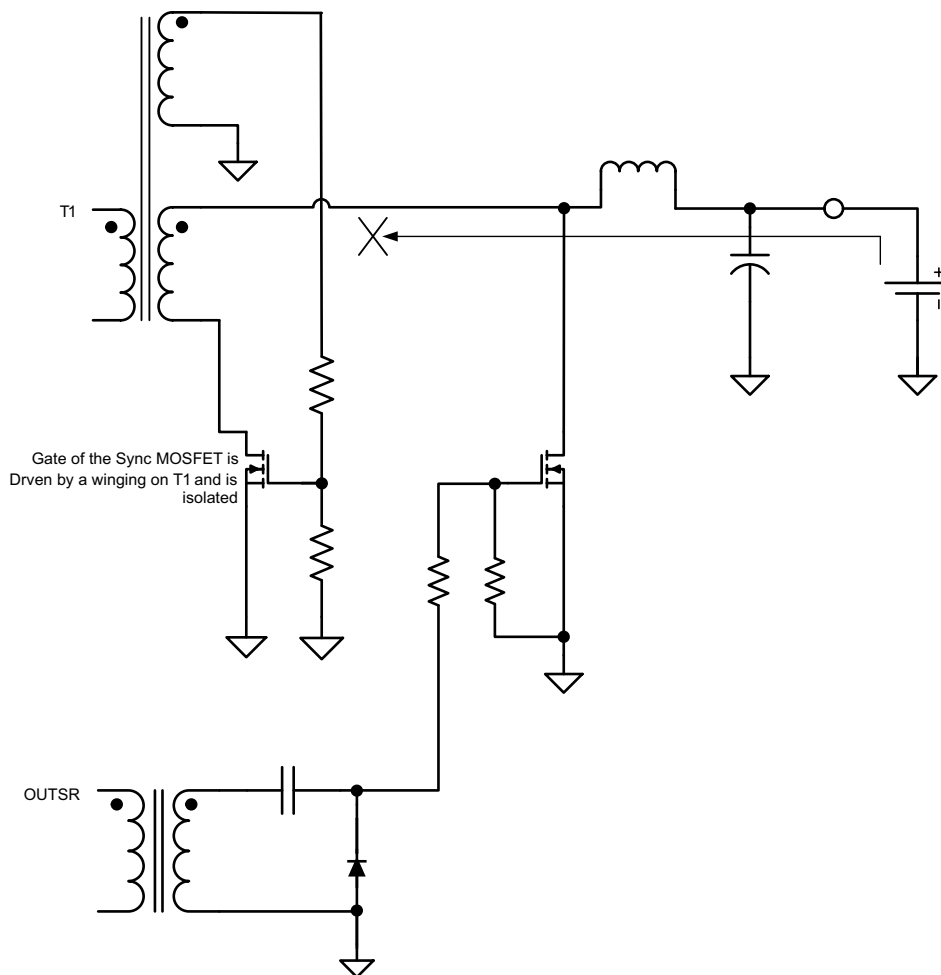 T1
+
-
Gate of the Sync MOSFET is
Drven by a winging on T1 and is
isolated
OUTSR